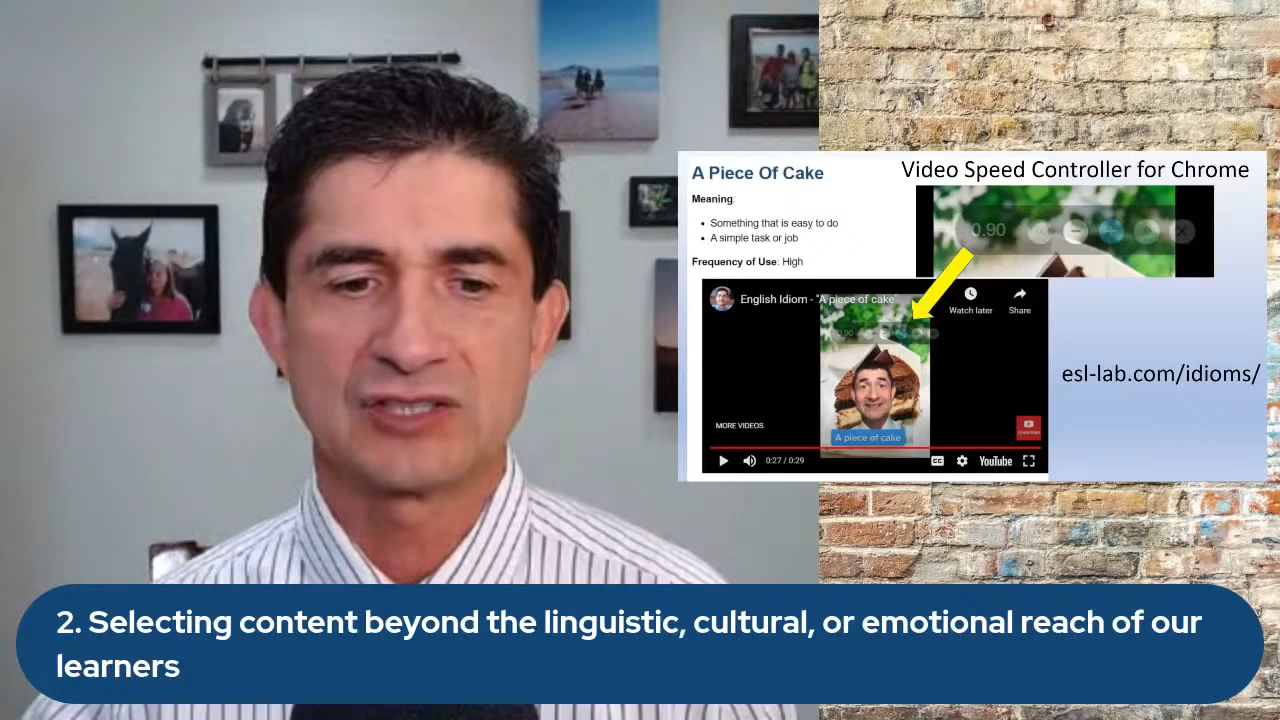 A Piece Of Cake
Video Speed Controller for Chrome
Meaning:
• Something that is easy to do
• A simple task or job
0.90
Frequency of Use: High
English Idiom - "A piece of cake"
Watch later
Share
0.90
esl-lab.com/idioms/
MORE VIDEOS
A piece of cake
0:27 / 0:29
CC
YouTube
2. Selecting content beyond the linguistic, cultural, or emotional reach of our
learners